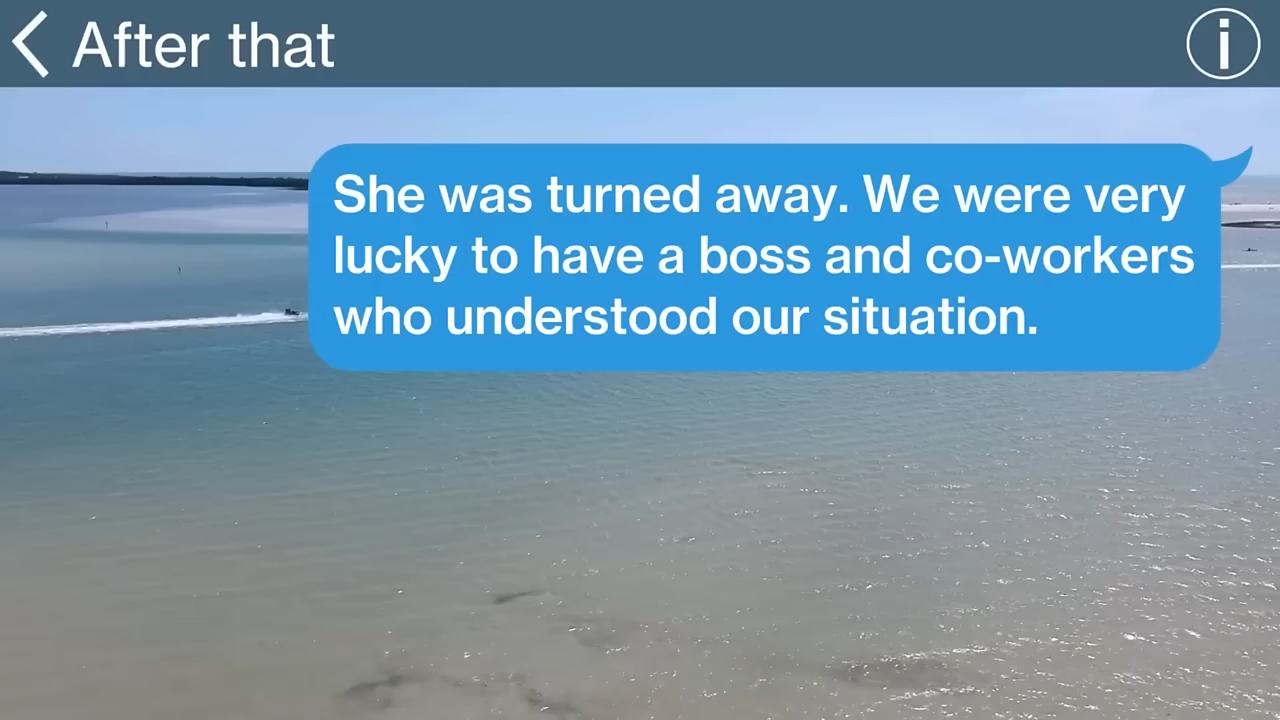 After that
She was turned away. We were very
lucky to have a boss and co-workers
who understood our situation.